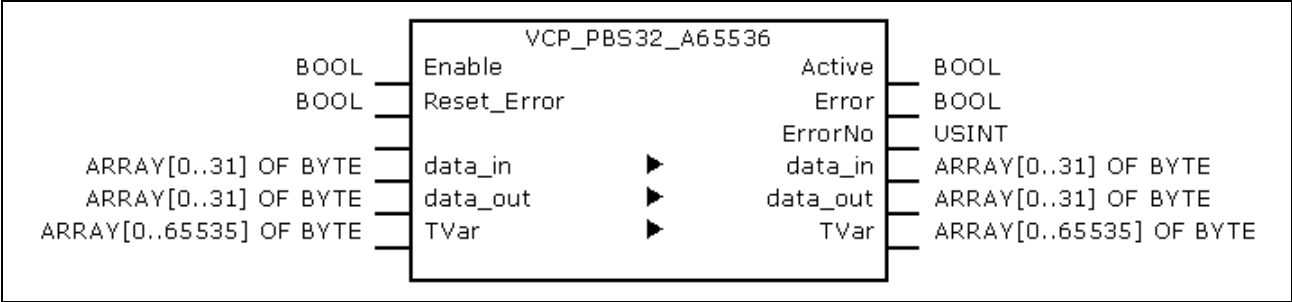 VCP_PBS32_A65536
BOOL Enable Active BOOL
BOOL Reset_Error Error BOOL
ErrorNo USINT
ARRAY[0..31] OF BYTE data_in data_in ARRAY[0..31] OF BYTE
ARRAY[0..31] OF BYTE data_out data_out ARRAY[0..31] OF BYTE
ARRAY[0..65535] OF BYTE TVar TVar ARRAY[0..65535] OF BYTE